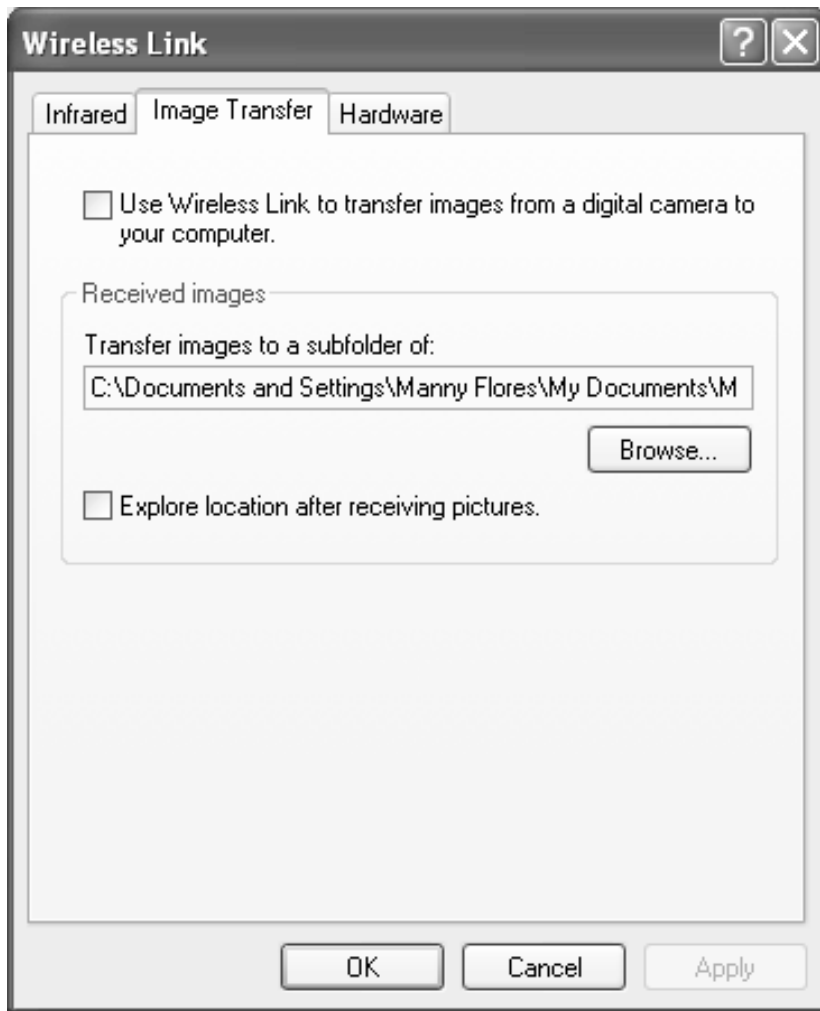 Wireless Link
Infrared
Image Transfer
Hardware
Use Wireless Link to transfer images from a digital camera to
your computer.
Received images
Transfer images to a subfolder of:
C:\Documents and Settings\Manny Flores\My Documents\M
Browse...
Explore location after receiving pictures.
OK
Cancel
Apply